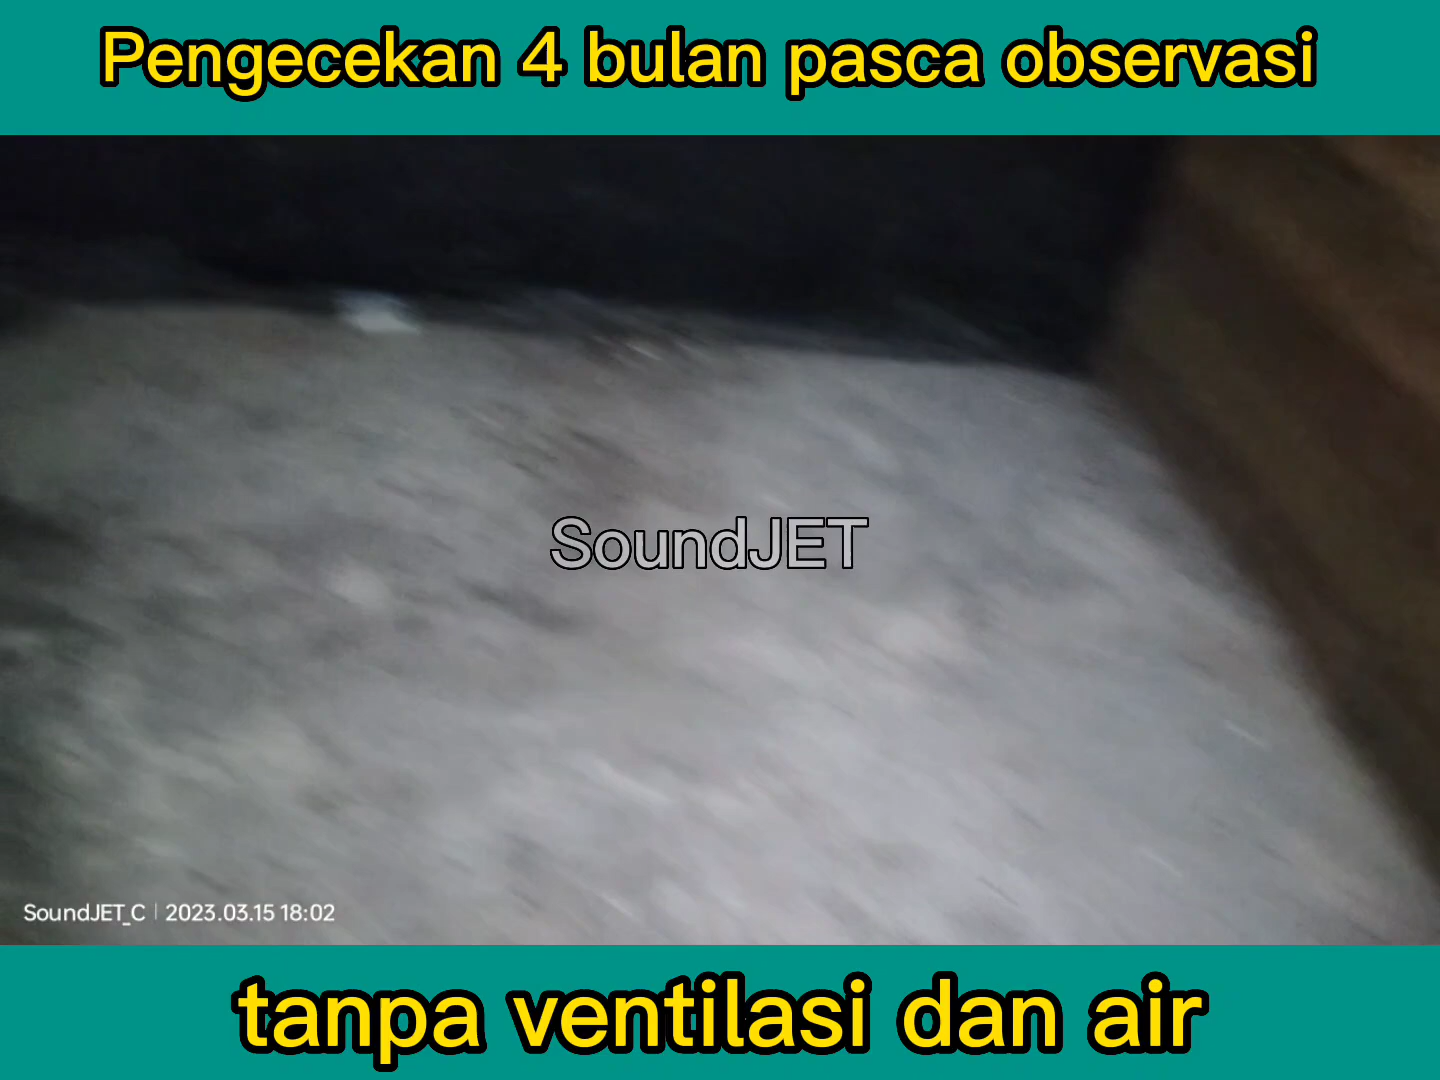 Pengecekan 4 bulan pasca observasi
SoundJET
SoundJET_C | 2023.03.15 18:02
tanpa ventilasi dan air